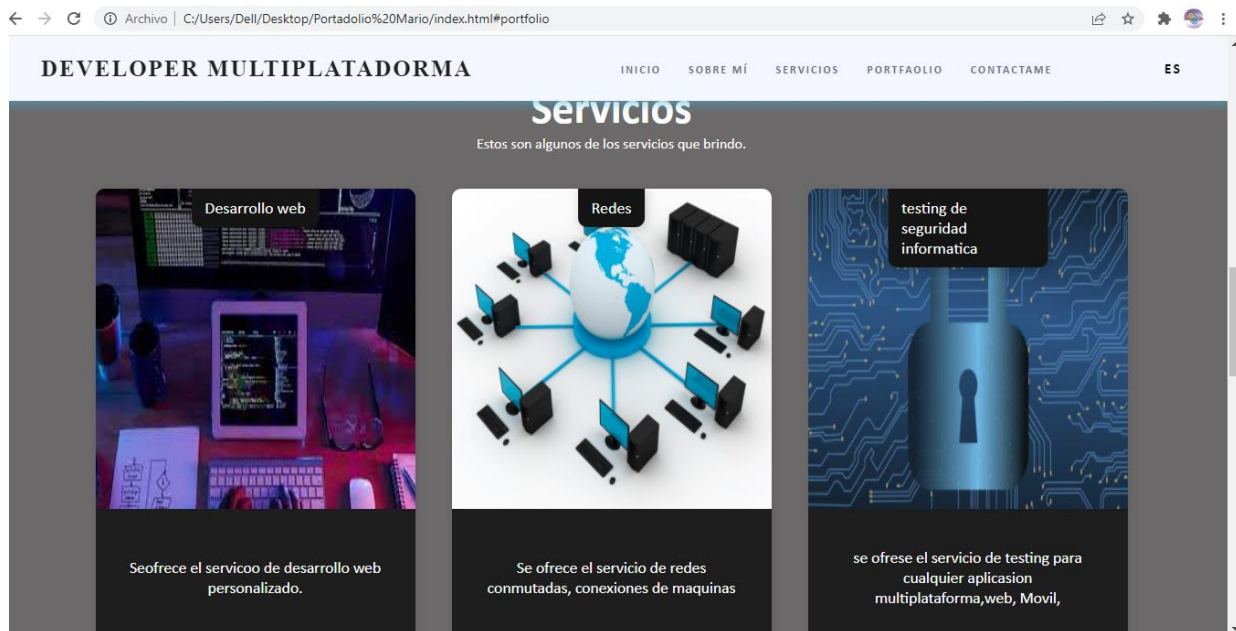 Archivo
C:/Users/Dell/Desktop/Portadolio%20Mario/index.html#portfolio
DEVELOPER MULTIPLATADORMA
INICIO
SOBRE MÍ
SERVICIOS
PORTFAOLIO
CONTACTAME
ES
Servicios
Estos son algunos de los servicios que brindo.
Desarrollo web
Seofrece el servicoo de desarrollo web
personalizado.
Redes
Se ofrece el servicio de redes
conmutadas, conexiones de maquinas
testing de
seguridad
informatica
se ofrese el servicio de testing para
cualquier aplicasion
multiplataforma,web, Movil,